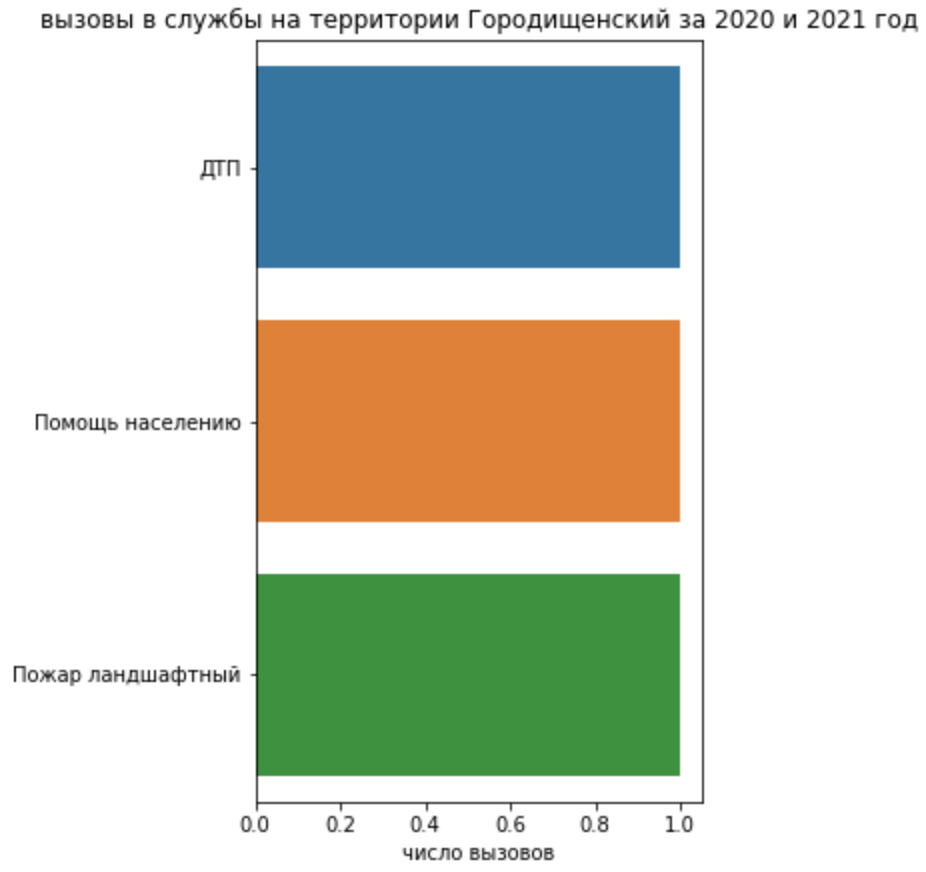 вызовы в службы на территории Городищенский за 2020 и 2021 год
ДТП
Помощь населению
Пожар ландшафтный
0.0 0.2 0.4 0.6 0.8 1.0
число вызовов